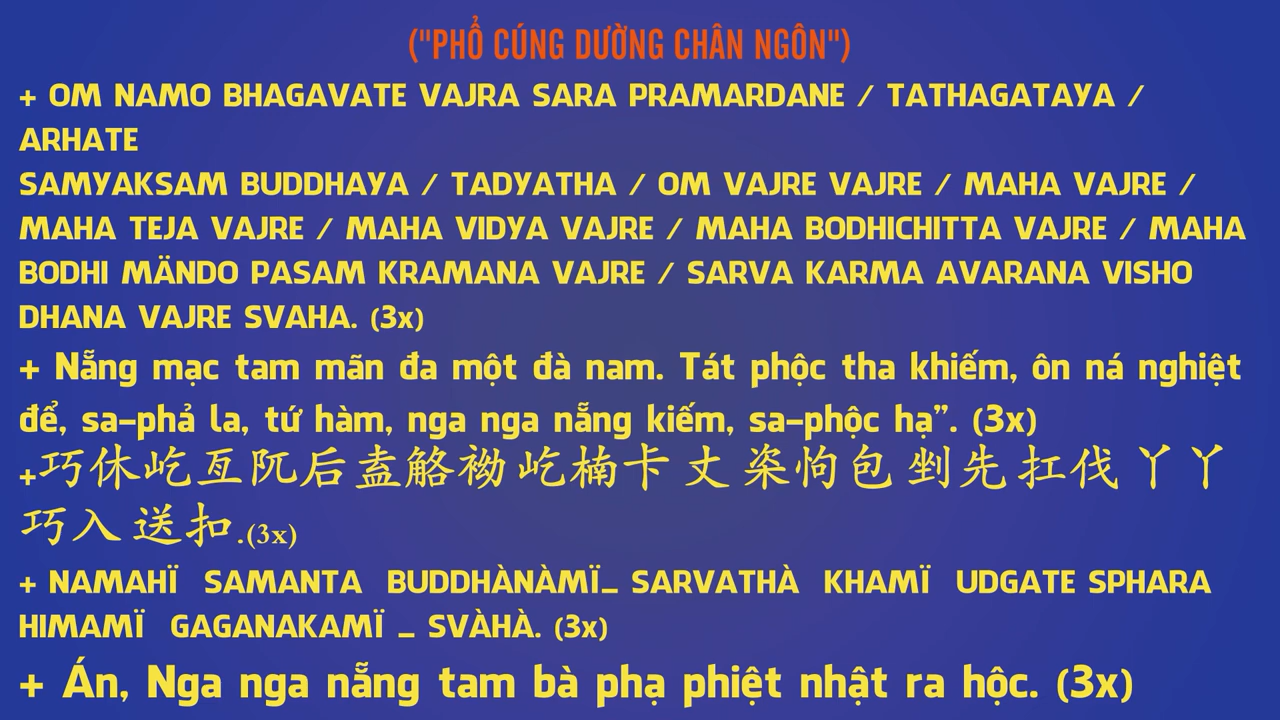 ("PHỔ CÚNG DƯỜNG CHÂN NGÔN")
+ OM NAMO BHAGAVATE VAJRA SARA PRAMARDANE / TATHAGATAYA /
ARHATE
SAMYAKSAM BUDDHAYA / TADYATHA / OM VAJRE VAJRE / MAHA VAJRE /
MAHA TEJA VAJRE / MAHA VIDYA VAJRE / MAHA BODHICHITTA VAJRE / MAHA
BODHI MÄNDO PASAM KRAMANA VAJRE / SARVA KARMA AVARANA VISHO
DHANA VAJRE SVAHA. (3x)
+ Nẵng mạc tam mãn đa một đà nam. Tát phộc tha khiếm, ôn ná nghiệt
để, sa-phả la, tứ hàm, nga nga nẵng kiếm, sa-phộc hạ”. (3x)
+巧休屹亙阢后盍觡袎屹楠卡丈栥怐包剉先扛伐丫丫
巧入送扣.(3x)
+ NAMAHÏ SAMANTA BUDDHÀNÀMÏ_ SARVATHÀ KHAMÏ UDGATE SPHARA
HIMAMÏ GAGANAKAMÏ _ SVÀHÀ. (3x)
+ Án, Nga nga nẵng tam bà phạ phiệt nhật ra hộc. (3x)